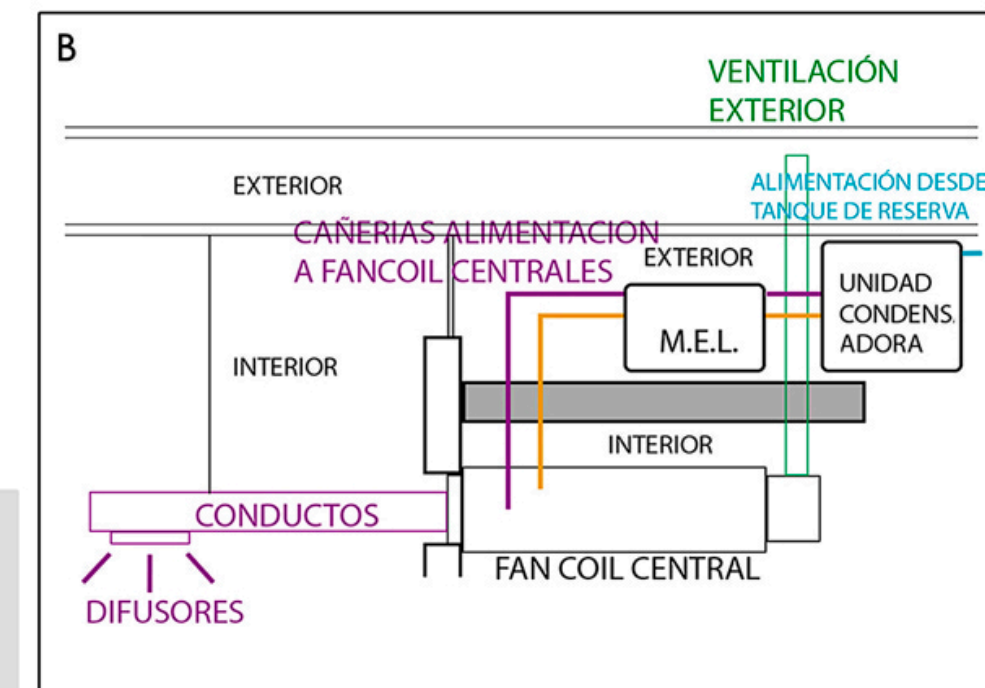 B
VENTILACIÓN
EXTERIOR
EXTERIOR
ALIMENTACIÓN DESDE
TANQUE DE RESERVA
CAÑERIAS ALIMENTACION
A FANCOIL CENTRALES
EXTERIOR
UNIDAD
CONDENS.
ADORA
M.E.L.
INTERIOR
INTERIOR
CONDUCTOS
FAN COIL CENTRAL
DIFUSORES